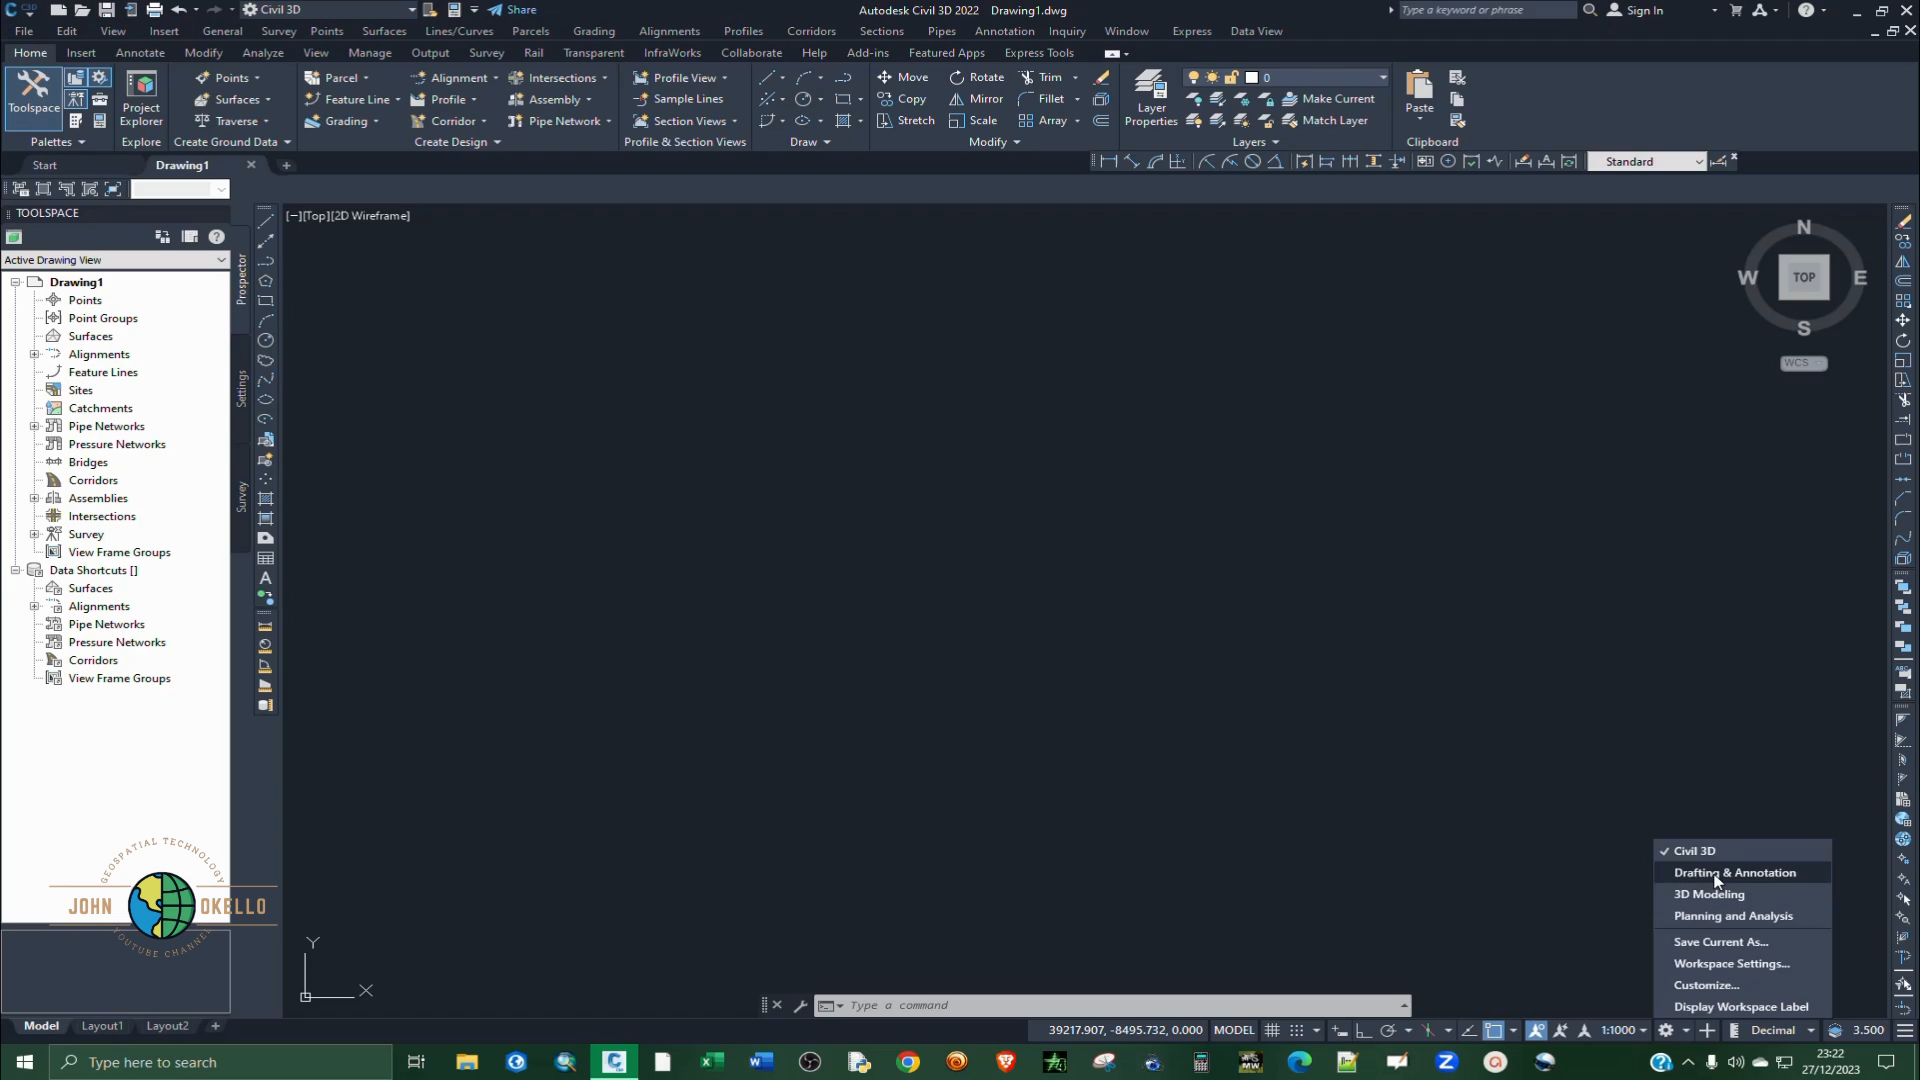 Civil 3D
Share
Autodesk Civil 3D 2022 Drawing1.dwg
Type a keyword or phrase
Sign In
File Edit View Insert General Survey Points Surfaces Lines/Curves Parcels Grading Alignments Profiles Corridors Sections Pipes Annotation Inquiry Window Express Data View
Home Insert Annotate Modify Analyze View Manage Output Survey Rail Transparent InfraWorks Collaborate Help Add-ins Featured Apps Express Tools
Points Parcel Alignment Intersections Profile View Move Rotate Trim 0
Toolspace Project Explorer Surfaces Feature Line Profile Assembly Sample Lines Copy Mirror Fillet Layer Properties Make Current Paste
Traverse Grading Corridor Pipe Network Section Views Stretch Scale Array Match Layer
Palettes Explore Create Ground Data Create Design Profile & Section Views Draw Modify Layers Clipboard
Start Drawing1
Standard
TOOLSPACE
Active Drawing View
[−][Top][2D Wireframe]
Prospector
Settings
Survey
Drawing1
Points
Point Groups
Surfaces
Alignments
Feature Lines
Sites
Catchments
Pipe Networks
Pressure Networks
Bridges
Corridors
Assemblies
Intersections
Survey
View Frame Groups
Data Shortcuts []
Surfaces
Alignments
Pipe Networks
Pressure Networks
Corridors
View Frame Groups
N
W TOP E
S
WCS
GEOSPATIAL TECHNOLOGY
JOHN OKELLO
YOUTUBE CHANNEL
Y
X
Civil 3D
Drafting & Annotation
3D Modeling
Planning and Analysis
Save Current As...
Workspace Settings...
Customize...
Display Workspace Label
Type a command
Model Layout1 Layout2
39217.907, -8495.732, 0.000 MODEL 1:1000 Decimal 3.500
Type here to search
23:22
27/12/2023